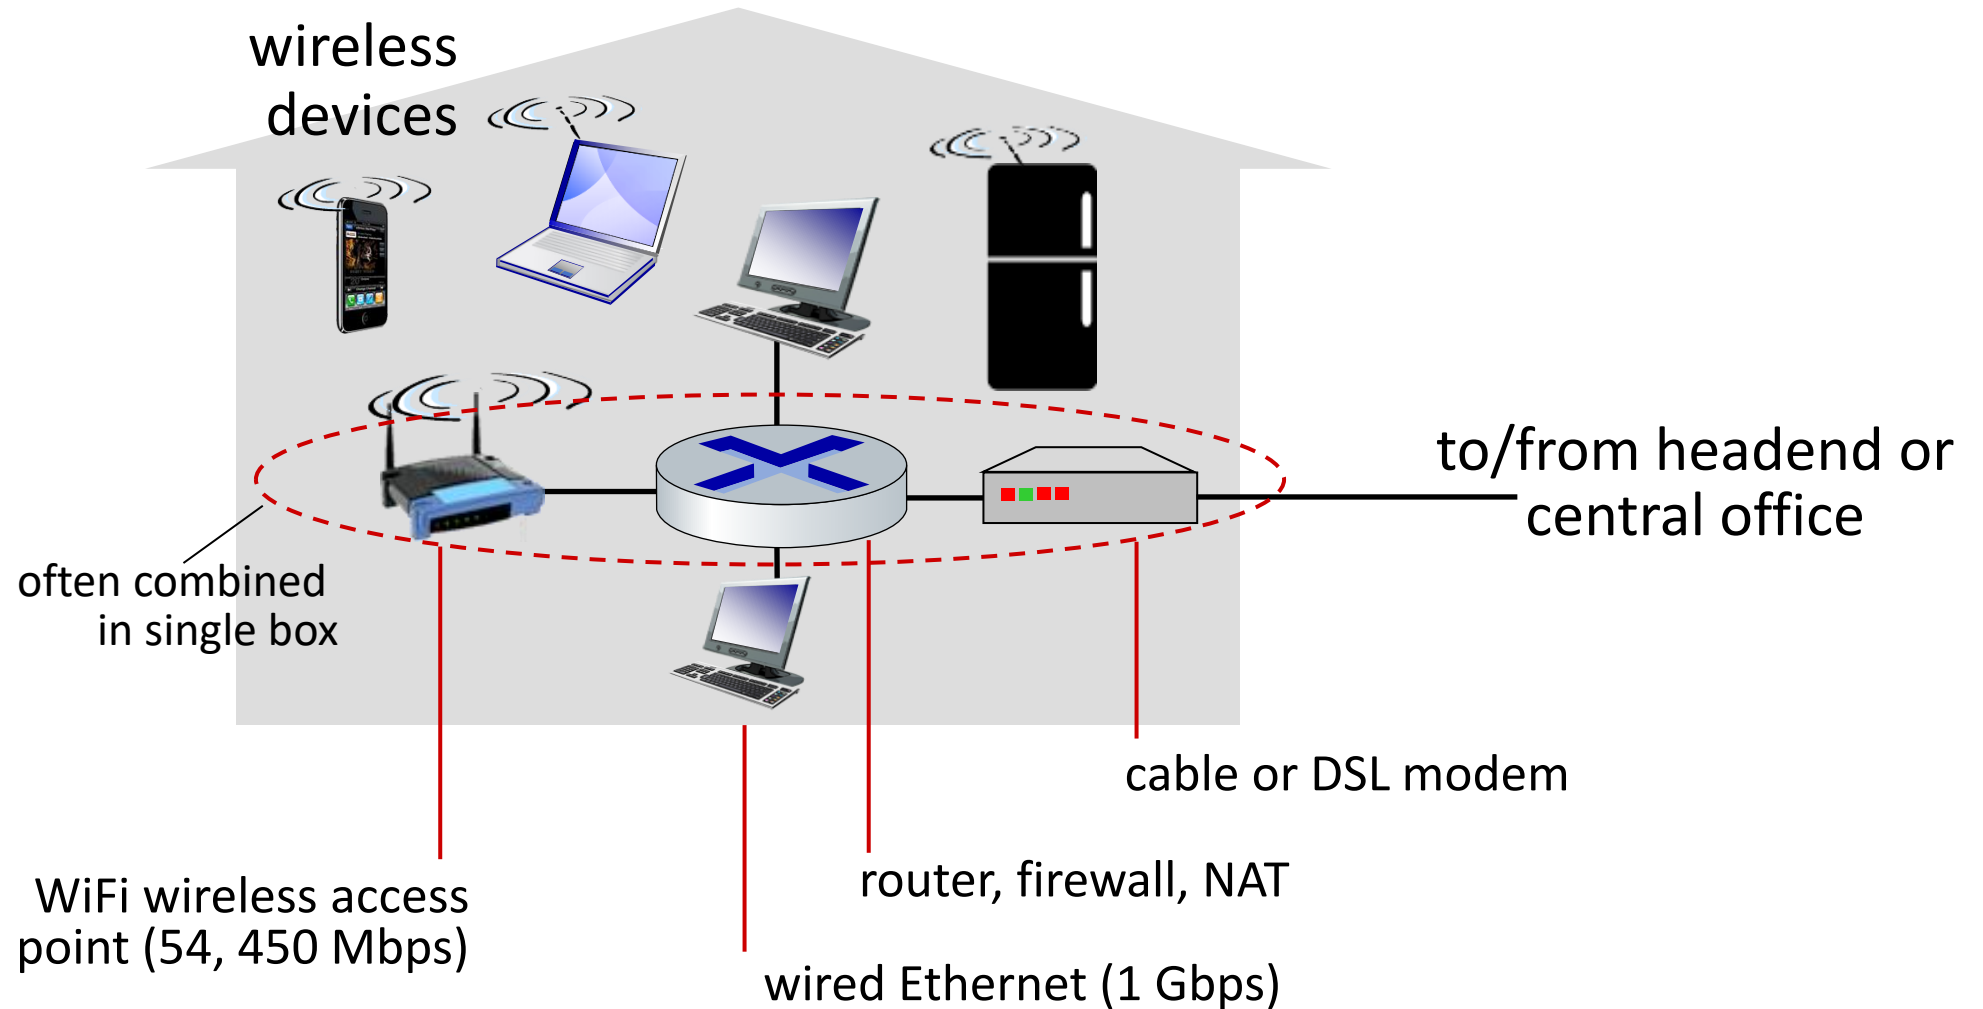 wireless
devices
to/from headend or
central office
often combined
in single box
cable or DSL modem
router, firewall, NAT
WiFi wireless access
point (54, 450 Mbps)
wired Ethernet (1 Gbps)